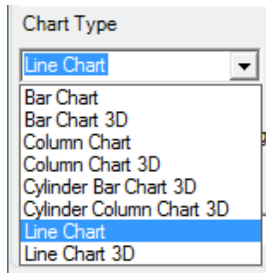 Chart Type
Line Chart
Bar Chart
Bar Chart 3D
Column Chart
Column Chart 3D
Cylinder Bar Chart 3D
Cylinder Column Chart 3D
Line Chart
Line Chart 3D